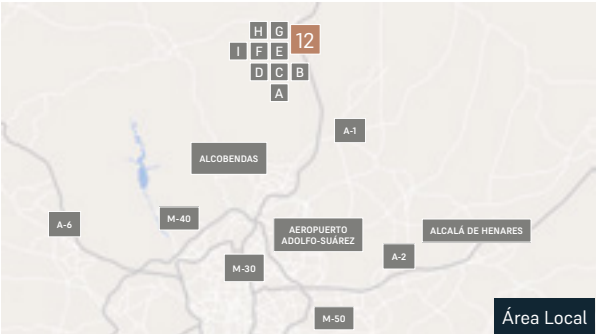 H G
12
I F E
D C B
A
A-1
ALCOBENDAS
M-40
A-6
AEROPUERTO
ADOLFO-SUÁREZ
ALCALÁ DE HENARES
A-2
M-30
M-50
Área Local